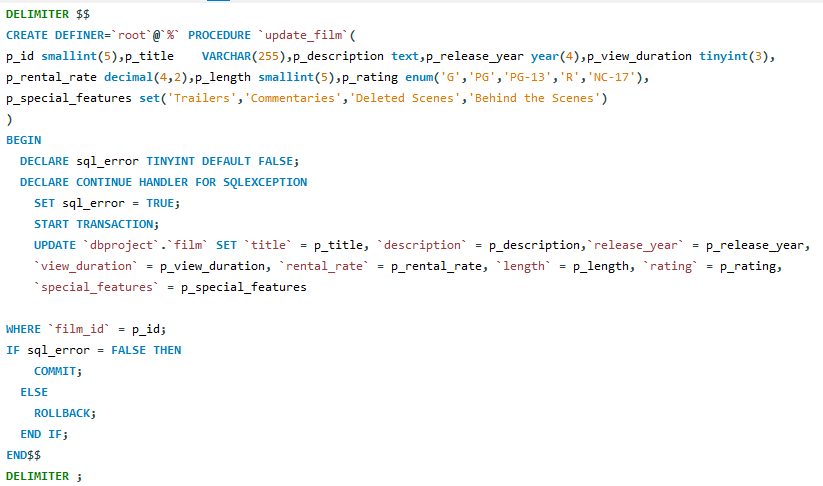 DELIMITER $$
CREATE DEFINER=`root`@`%` PROCEDURE `update_film`(
p_id smallint(5),p_title    VARCHAR(255),p_description text,p_release_year year(4),p_view_duration tinyint(3),
p_rental_rate decimal(4,2),p_length smallint(5),p_rating enum('G','PG','PG-13','R','NC-17'),
p_special_features set('Trailers','Commentaries','Deleted Scenes','Behind the Scenes')
)
BEGIN
  DECLARE sql_error TINYINT DEFAULT FALSE;
  DECLARE CONTINUE HANDLER FOR SQLEXCEPTION
    SET sql_error = TRUE;
    START TRANSACTION;
    UPDATE `dbproject`.`film` SET `title` = p_title, `description` = p_description,`release_year` = p_release_year,
    `view_duration` = p_view_duration, `rental_rate` = p_rental_rate, `length` = p_length, `rating` = p_rating,
    `special_features` = p_special_features
WHERE `film_id` = p_id;
IF sql_error = FALSE THEN
    COMMIT;
  ELSE
    ROLLBACK;
  END IF;
END$$
DELIMITER ;